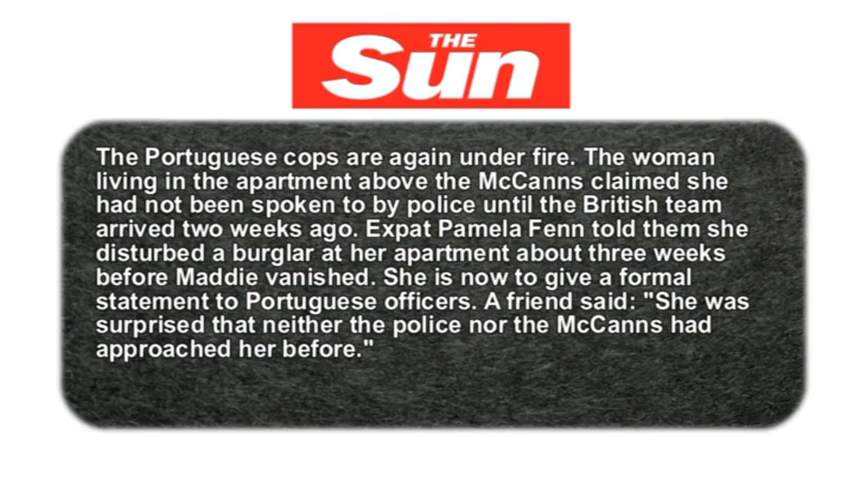 THE
Sun
The Portuguese cops are again under fire. The woman
living in the apartment above the McCanns claimed she
had not been spoken to by police until the British team
arrived two weeks ago. Expat Pamela Fenn told them she
disturbed a burglar at her apartment about three weeks
before Maddie vanished. She is now to give a formal
statement to Portuguese officers. A friend said: "She was
surprised that neither the police nor the McCanns had
approached her before."